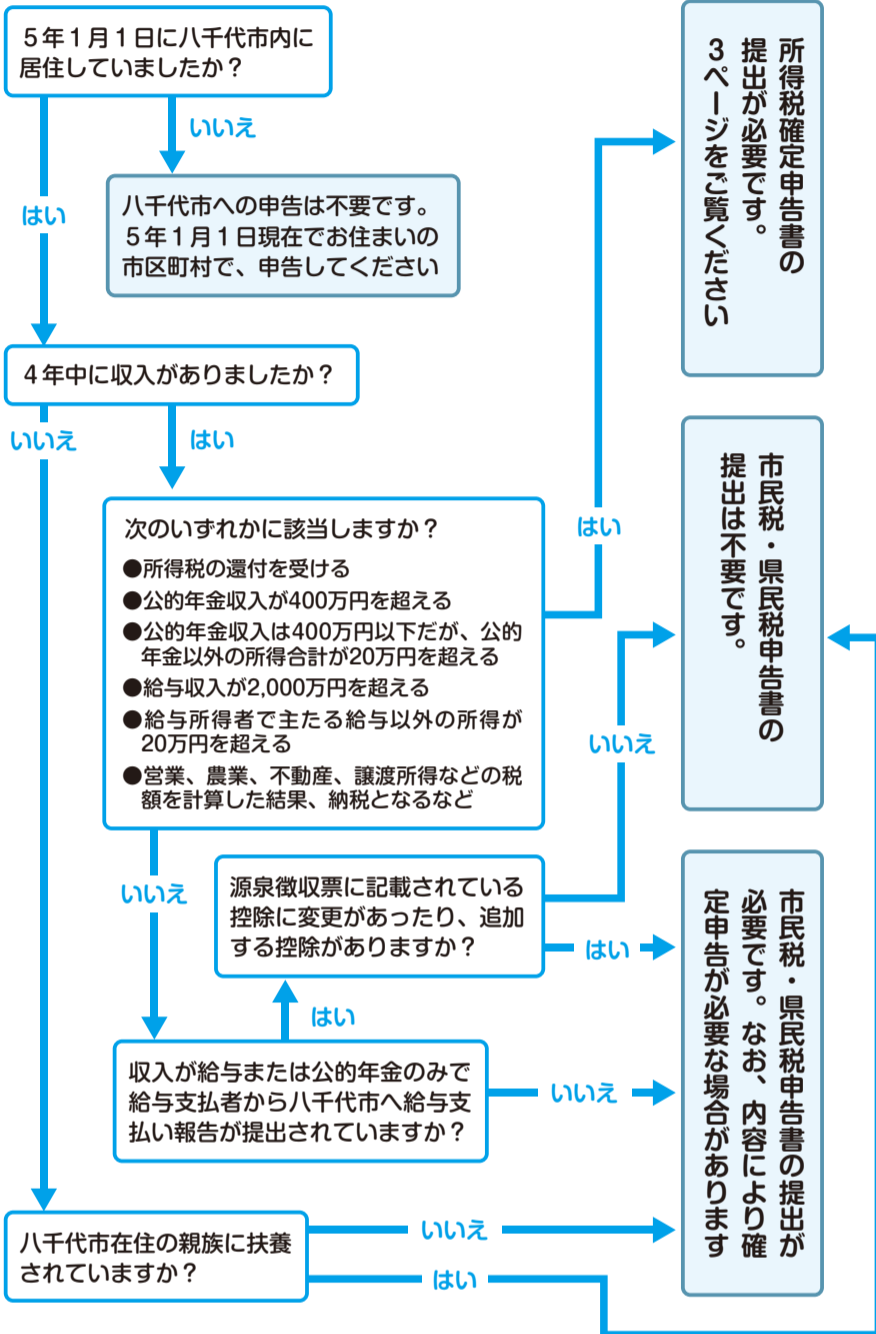 5年1月1日に八千代市内に
居住していましたか？
いいえ
はい
八千代市への申告は不要です。
5年1月1日現在でお住まいの
市区町村で、申告してください
4年中に収入がありましたか？
いいえ
はい
次のいずれかに該当しますか？
●所得税の還付を受ける
●公的年金収入が400万円を超える
●公的年金収入は400万円以下だが、公的
年金以外の所得合計が20万円を超える
●給与収入が2,000万円を超える
●給与所得者で主たる給与以外の所得が
20万円を超える
●営業、農業、不動産、譲渡所得などの税
額を計算した結果、納税となるなど
はい
いいえ
源泉徴収票に記載されている
控除に変更があったり、追加
する控除がありますか？
いいえ
はい
はい
収入が給与または公的年金のみで
給与支払者から八千代市へ給与支
払い報告が提出されていますか？
いいえ
八千代市在住の親族に扶養
されていますか？
いいえ
はい
所得税確定申告書の
提出が必要です。
3ページをご覧ください
市民税・県民税申告書の
提出は不要です。
市民税・県民税申告書の提出が
必要です。なお、内容により確
定申告が必要な場合があります